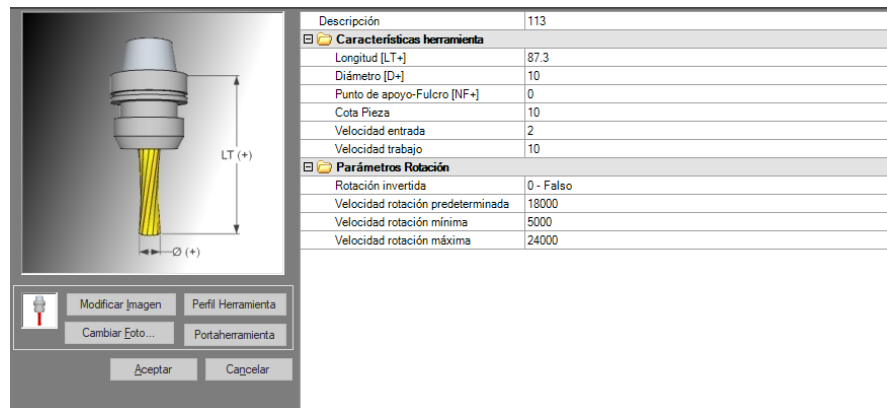 LT (+)
Ø (+)
Modificar Imagen Perfil Herramienta
Cambiar Foto... Portaherramienta
Aceptar Cancelar
Descripción 113
Características herramienta
Longitud [LT+] 87.3
Diámetro [D+] 10
Punto de apoyo-Fulcro [NF+] 0
Cota Pieza 10
Velocidad entrada 2
Velocidad trabajo 10
Parámetros Rotación
Rotación invertida 0 - Falso
Velocidad rotación predeterminada 18000
Velocidad rotación mínima 5000
Velocidad rotación máxima 24000